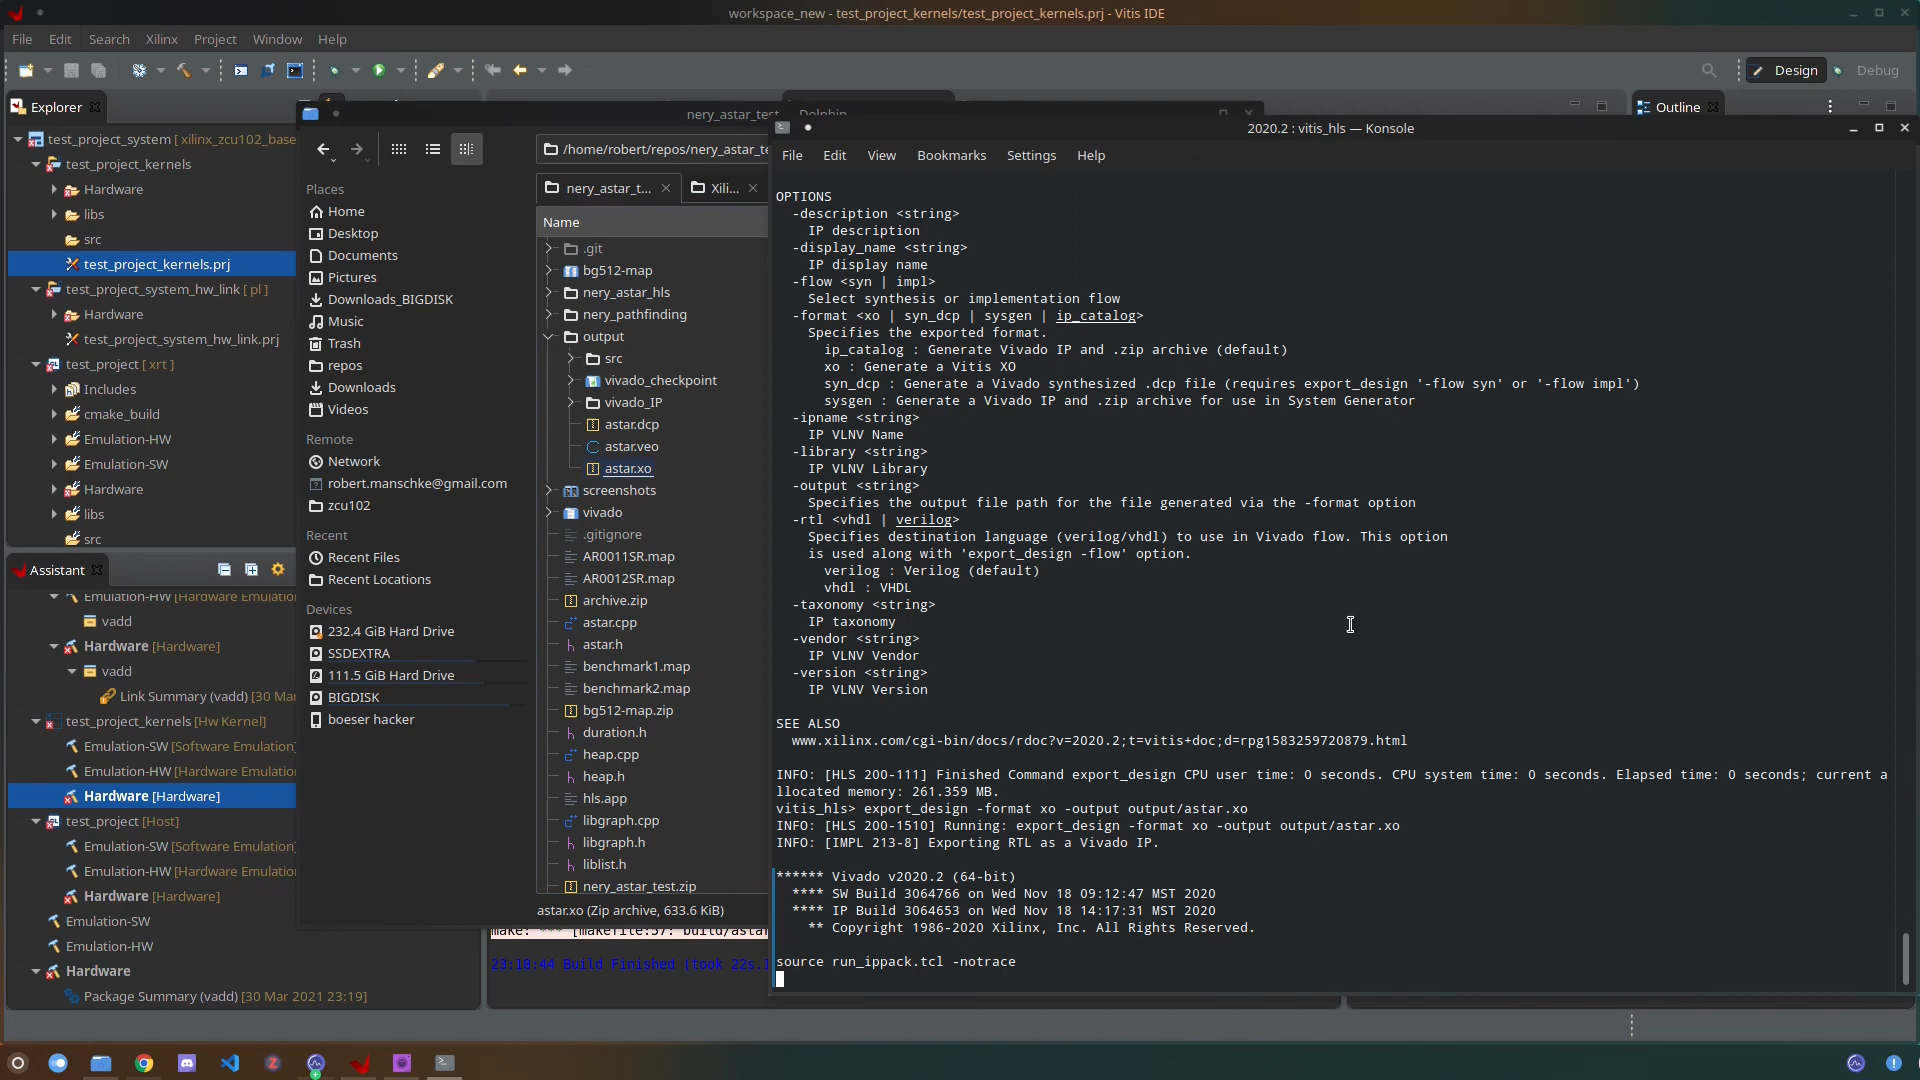 workspace_new - test_project_kernels/test_project_kernels.prj - Vitis IDE
File Edit Search Xilinx Project Window Help
Design
Debug
Explorer
test_project_system [ xilinx_zcu102_base
test_project_kernels
Hardware
libs
src
test_project_kernels.prj
test_project_system_hw_link [ pl ]
Hardware
test_project_system_hw_link.prj
test_project [ xrt ]
Includes
cmake_build
Emulation-HW
Emulation-SW
Hardware
libs
src
Assistant
Emulation-HW [Hardware Emulatio
vadd
Hardware [Hardware]
vadd
Link Summary (vadd) [30 Mar
test_project_kernels [Hw Kernel]
Emulation-SW [Software Emulation]
Emulation-HW [Hardware Emulation
Hardware [Hardware]
test_project [Host]
Emulation-SW [Software Emulation]
Emulation-HW [Hardware Emulation
Hardware [Hardware]
Emulation-SW
Emulation-HW
Hardware
Package Summary (vadd) [30 Mar 2021 23:19]
nery_astar_test — Dolphin
/home/robert/repos/nery_astar_te
Places
Home
Desktop
Documents
Pictures
Downloads_BIGDISK
Music
Trash
repos
Downloads
Videos
Remote
Network
robert.manschke@gmail.com
zcu102
Recent
Recent Files
Recent Locations
Devices
232.4 GiB Hard Drive
SSDEXTRA
111.5 GiB Hard Drive
BIGDISK
boeser hacker
nery_astar_t...
Xili...
Name
.git
bg512-map
nery_astar_hls
nery_pathfinding
output
src
vivado_checkpoint
vivado_IP
astar.dcp
astar.veo
astar.xo
screenshots
vivado
.gitignore
AR0011SR.map
AR0012SR.map
archive.zip
astar.cpp
astar.h
benchmark1.map
benchmark2.map
bg512-map.zip
duration.h
heap.cpp
heap.h
hls.app
libgraph.cpp
libgraph.h
liblist.h
nery_astar_test.zip
astar.xo (Zip archive, 633.6 KiB)
23:18:44 Build Finished (took 22s.1
Outline
2020.2 : vitis_hls — Konsole
File Edit View Bookmarks Settings Help
OPTIONS
-description <string>
IP description
-display_name <string>
IP display name
-flow <syn | impl>
Select synthesis or implementation flow
-format <xo | syn_dcp | sysgen | ip_catalog>
Specifies the exported format.
ip_catalog : Generate Vivado IP and .zip archive (default)
xo : Generate a Vitis XO
syn_dcp : Generate a Vivado synthesized .dcp file (requires export_design '-flow syn' or '-flow impl')
sysgen : Generate a Vivado IP and .zip archive for use in System Generator
-ipname <string>
IP VLNV Name
-library <string>
IP VLNV Library
-output <string>
Specifies the output file path for the file generated via the -format option
-rtl <vhdl | verilog>
Specifies destination language (verilog/vhdl) to use in Vivado flow. This option
is used along with 'export_design -flow' option.
verilog : Verilog (default)
vhdl : VHDL
-taxonomy <string>
IP taxonomy
-vendor <string>
IP VLNV Vendor
-version <string>
IP VLNV Version
SEE ALSO
www.xilinx.com/cgi-bin/docs/rdoc?v=2020.2;t=vitis+doc;d=rpg1583259720879.html
INFO: [HLS 200-111] Finished Command export_design CPU user time: 0 seconds. CPU system time: 0 seconds. Elapsed time: 0 seconds; current a
llocated memory: 261.359 MB.
vitis_hls> export_design -format xo -output output/astar.xo
INFO: [HLS 200-1510] Running: export_design -format xo -output output/astar.xo
INFO: [IMPL 213-8] Exporting RTL as a Vivado IP.
****** Vivado v2020.2 (64-bit)
**** SW Build 3064766 on Wed Nov 18 09:12:47 MST 2020
**** IP Build 3064653 on Wed Nov 18 14:17:31 MST 2020
** Copyright 1986-2020 Xilinx, Inc. All Rights Reserved.
source run_ippack.tcl -notrace